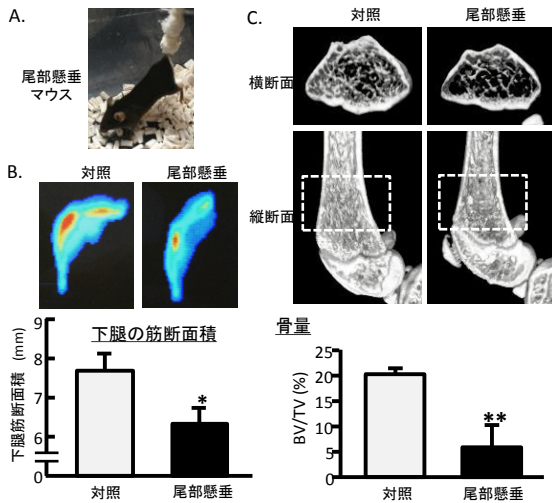 A.
尾部懸垂
マウス
B.
対照
尾部懸垂
下腿の筋断面積
下腿筋断面積 (mm)
9
8
7
6
0
*
対照
尾部懸垂
C.
対照
尾部懸垂
横断面
縦断面
骨量
BV/TV (%)
25
20
15
10
5
0
**
対照
尾部懸垂